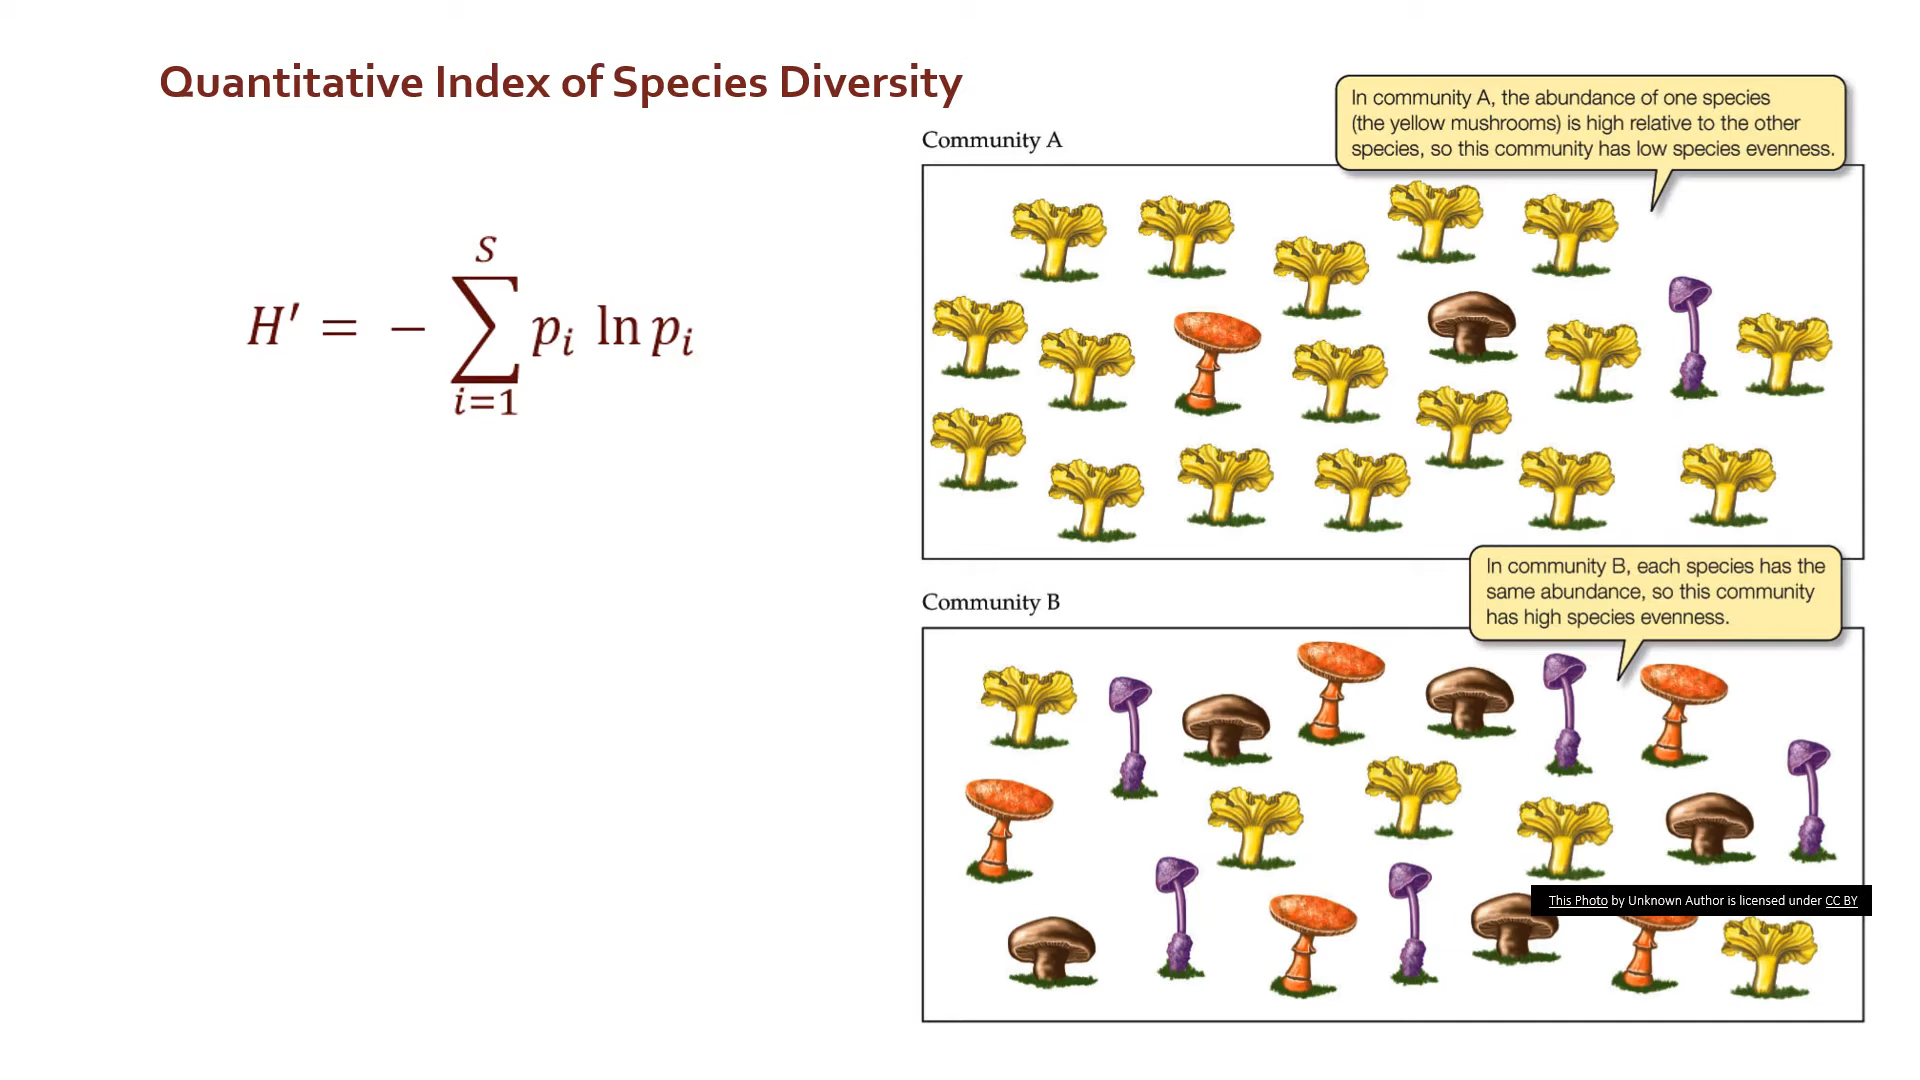 Quantitative Index of Species Diversity
H′ = − ∑ᵢ₌₁ˢ pᵢ ln pᵢ
Community A
In community A, the abundance of one species
(the yellow mushrooms) is high relative to the other
species, so this community has low species evenness.
Community B
In community B, each species has the
same abundance, so this community
has high species evenness.
This Photo by Unknown Author is licensed under CC BY